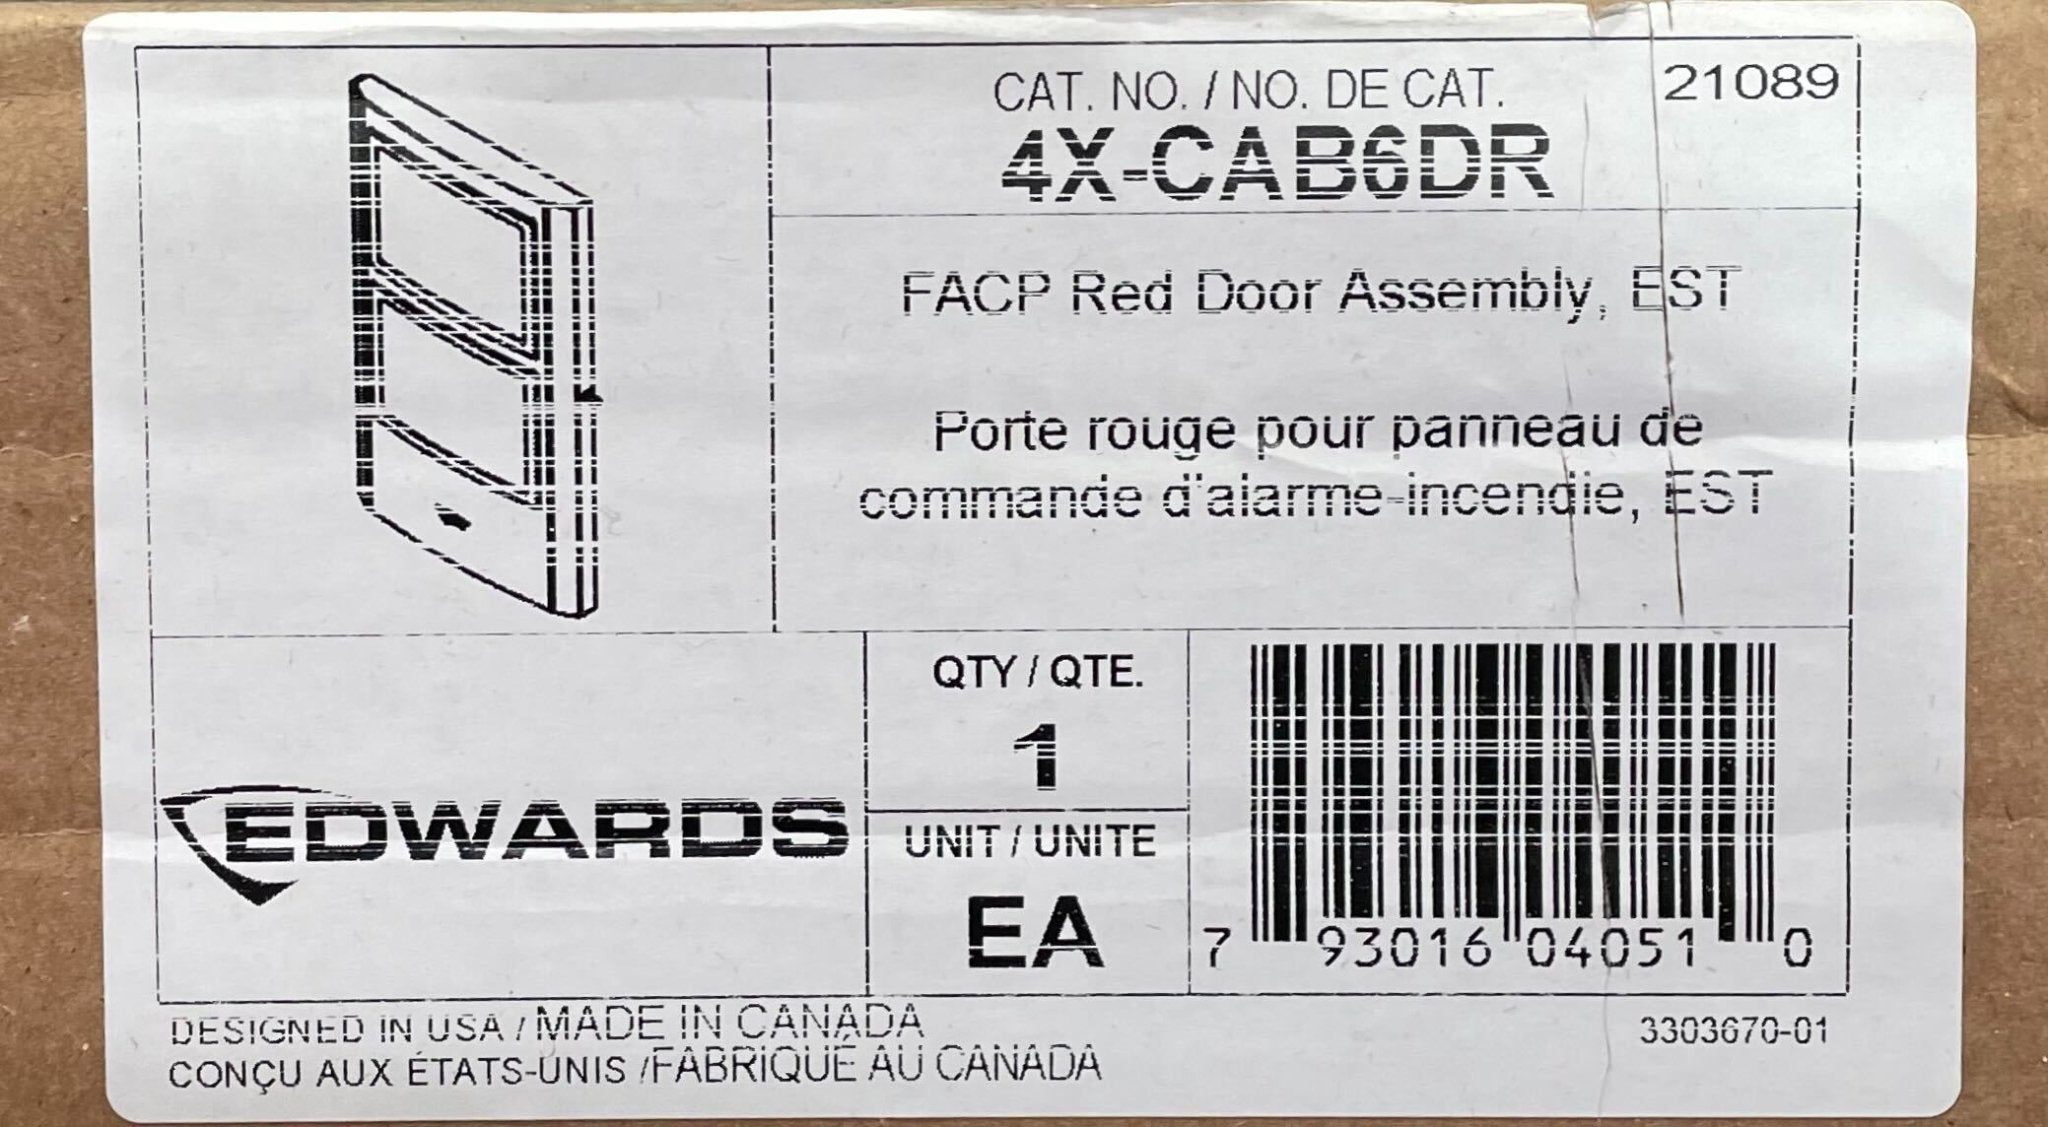 CAT. NO. / NO. DE CAT.
21089
4X-CAB6DR
FACP Red Door Assembly, EST
Porte rouge pour panneau de
commande d'alarme-incendie, EST
QTY / QTE.
1
EDWARDS
UNIT / UNITE
EA
7 93016 04051 0
DESIGNED IN USA / MADE IN CANADA
3303670-01
CONÇU AUX ÉTATS-UNIS /FABRIQUÉ AU CANADA